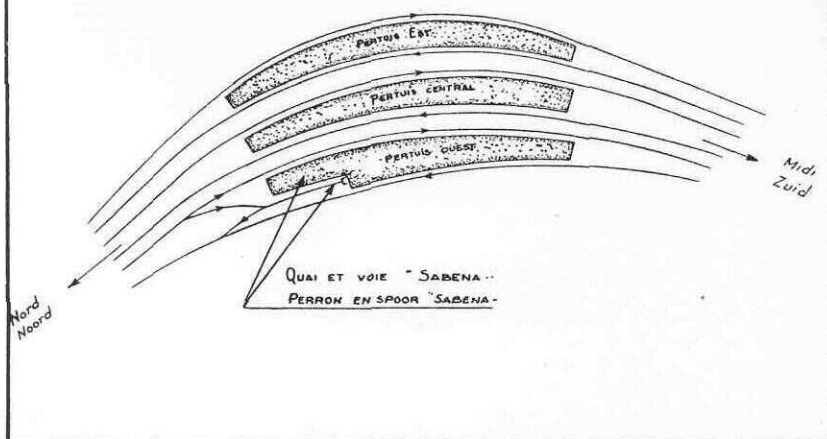 PERTUIS EST
PERTUIS CENTRAL
PERTUIS OUEST
Midi
Zuid
QUAI ET VOIE "SABENA"
PERRON EN SPOOR "SABENA"
Nord
Noord